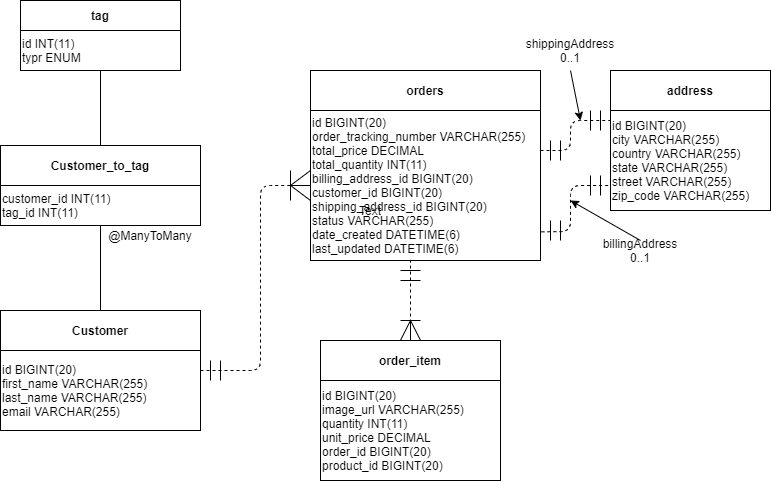 tag
id INT(11)
typr ENUM
Customer_to_tag
customer_id INT(11)
tag_id INT(11)
@ManyToMany
Customer
id BIGINT(20)
first_name VARCHAR(255)
last_name VARCHAR(255)
email VARCHAR(255)
orders
id BIGINT(20)
order_tracking_number VARCHAR(255)
total_price DECIMAL
total_quantity INT(11)
billing_address_id BIGINT(20)
customer_id BIGINT(20)
shipping_address_id BIGINT(20)
Text
status VARCHAR(255)
date_created DATETIME(6)
last_updated DATETIME(6)
order_item
id BIGINT(20)
image_url VARCHAR(255)
quantity INT(11)
unit_price DECIMAL
order_id BIGINT(20)
product_id BIGINT(20)
shippingAddress
0..1
address
id BIGINT(20)
city VARCHAR(255)
country VARCHAR(255)
state VARCHAR(255)
street VARCHAR(255)
zip_code VARCHAR(255)
billingAddress
0..1